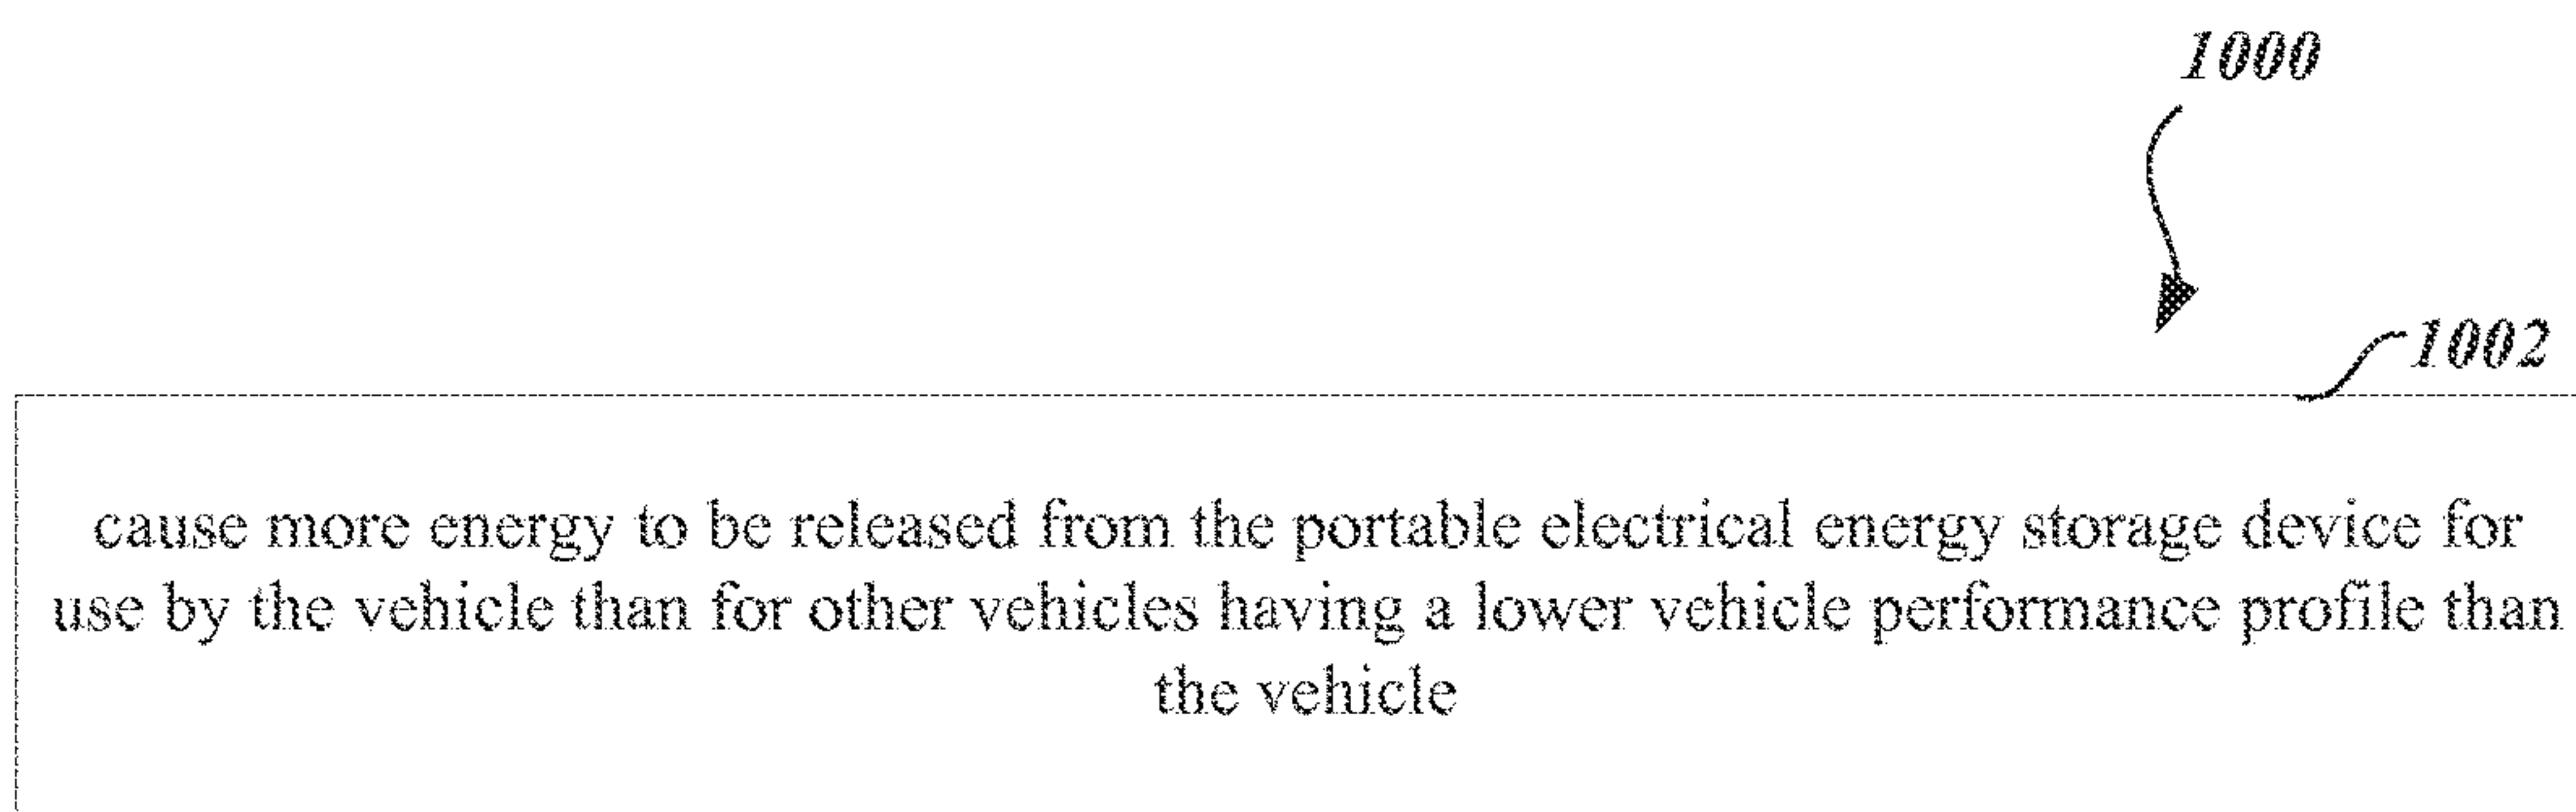 1000
1002
cause more energy to be released from the portable electrical energy storage device for
use by the vehicle than for other vehicles having a lower vehicle performance profile than
the vehicle